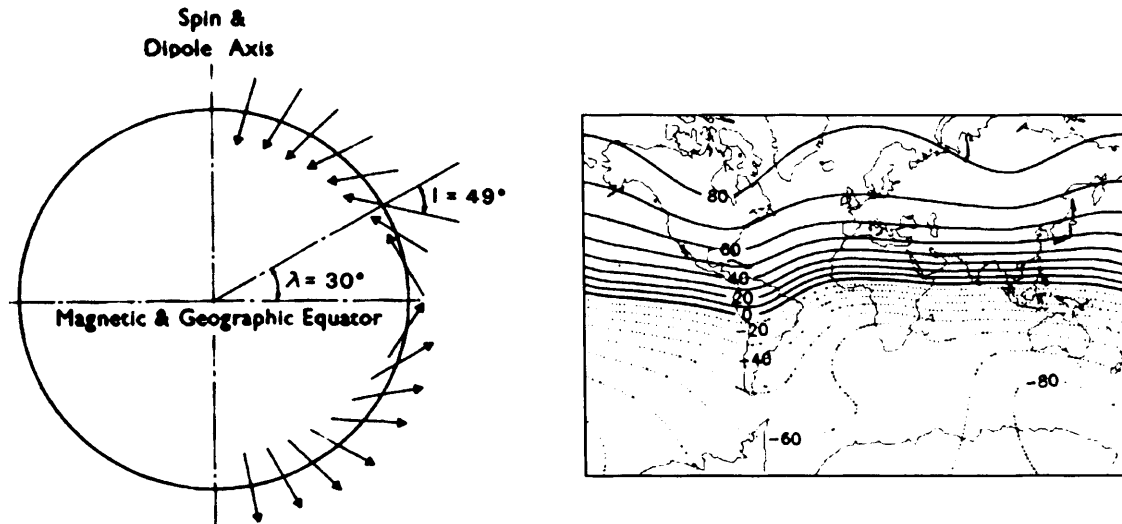 Spin &
Dipole Axis
I = 49°
λ = 30°
Magnetic & Geographic Equator
80
60
40
20
0
-20
-40
-60
-80